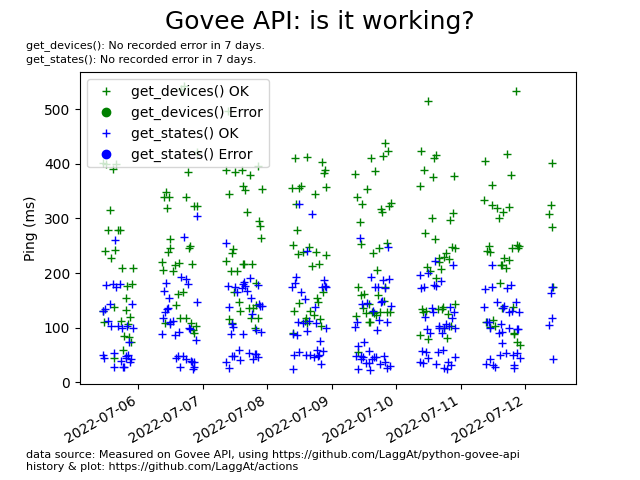 Govee API: is it working?
get_devices(): No recorded error in 7 days.
get_states(): No recorded error in 7 days.
get_devices() OK
get_devices() Error
get_states() OK
get_states() Error
500
400
300
200
100
0
Ping (ms)
2022-07-06
2022-07-07
2022-07-08
2022-07-09
2022-07-10
2022-07-11
2022-07-12
data source: Measured on Govee API, using https://github.com/LaggAt/python-govee-api
history & plot: https://github.com/LaggAt/actions